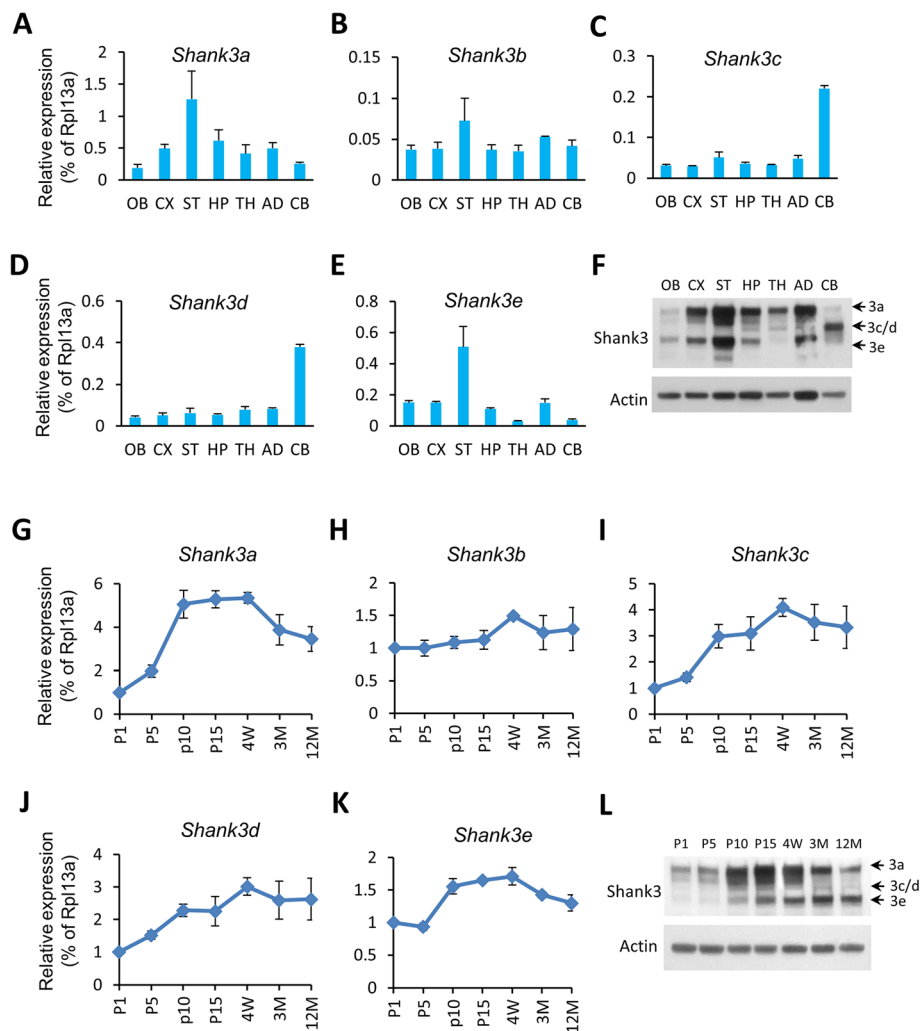 A
Shank3a
Relative expression
(% of Rpl13a)
2
1.5
1
0.5
0
OB CX ST HP TH AD CB
B
Shank3b
0.15
0.1
0.05
0
OB CX ST HP TH AD CB
C
Shank3c
0.3
0.2
0.1
0
OB CX ST HP TH AD CB
D
Shank3d
Relative expression
(% of Rpl13a)
0.6
0.4
0.2
0
OB CX ST HP TH AD CB
E
Shank3e
0.8
0.6
0.4
0.2
0
OB CX ST HP TH AD CB
F
OB CX ST HP TH AD CB
3a
3c/d
Shank3
3e
Actin
G
Shank3a
Relative expression
(% of Rpl13a)
6
4
2
0
P1 P5 p10 P15 4W 3M 12M
H
Shank3b
2
1.5
1
0.5
0
P1 P5 p10 P15 4W 3M 12M
I
Shank3c
5
4
3
2
1
0
P1 P5 p10 P15 4W 3M 12M
J
Shank3d
Relative expression
(% of Rpl13a)
4
3
2
1
0
P1 P5 p10 P15 4W 3M 12M
K
Shank3e
2
1.5
1
0.5
0
P1 P5 p10 P15 4W 3M 12M
L
P1 P5 P10 P15 4W 3M 12M
3a
3c/d
Shank3
3e
Actin